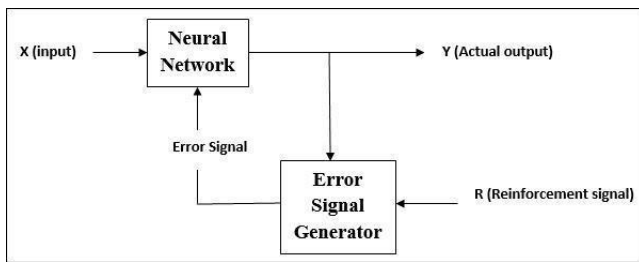 X (input)
Neural
Network
Y (Actual output)
Error Signal
Error
Signal
Generator
R (Reinforcement signal)